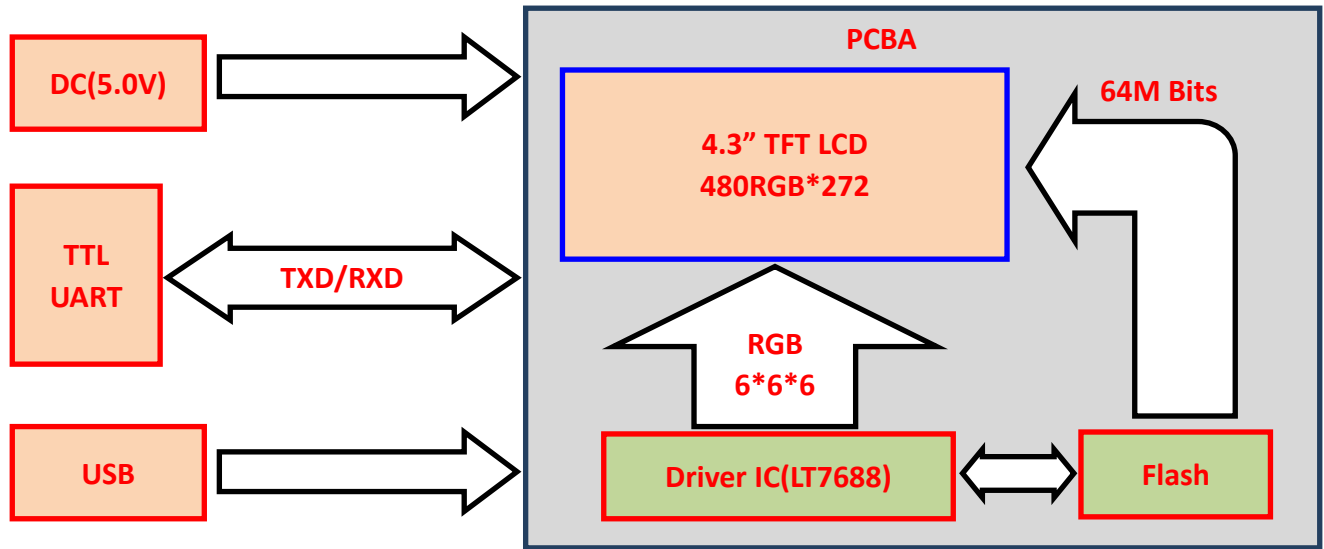 PCBA
DC(5.0V)
64M Bits
4.3” TFT LCD
480RGB*272
TTL
UART
TXD/RXD
RGB
6*6*6
USB
Driver IC(LT7688)
Flash